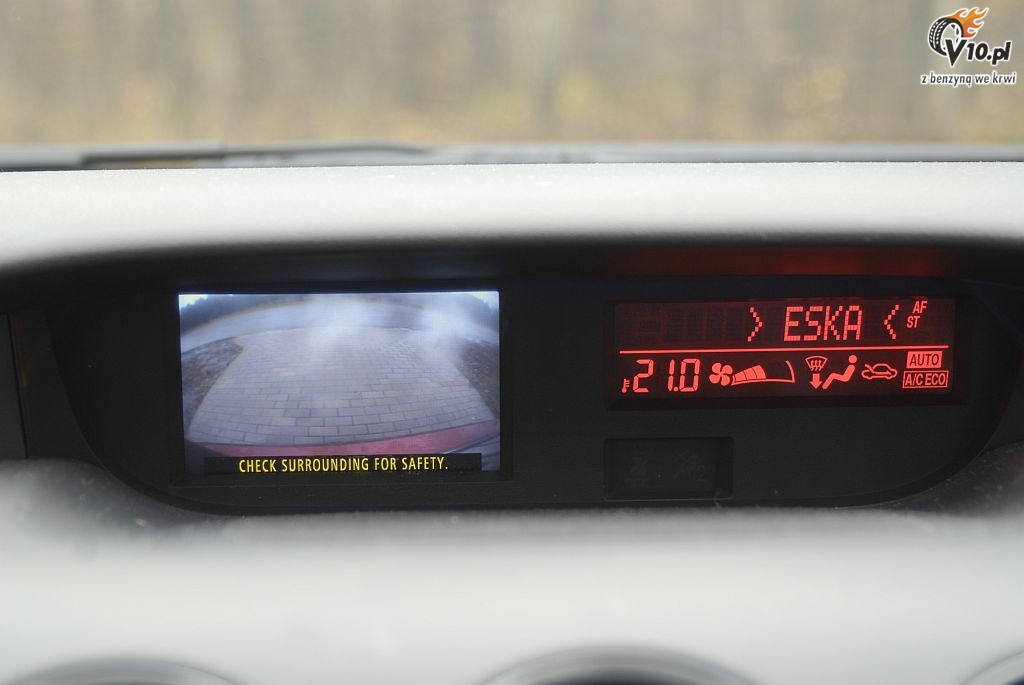 V10.pl
z benzyną we krwi
ESKA
AF
ST
21.0
AUTO
A/C ECO
CHECK SURROUNDING FOR SAFETY.